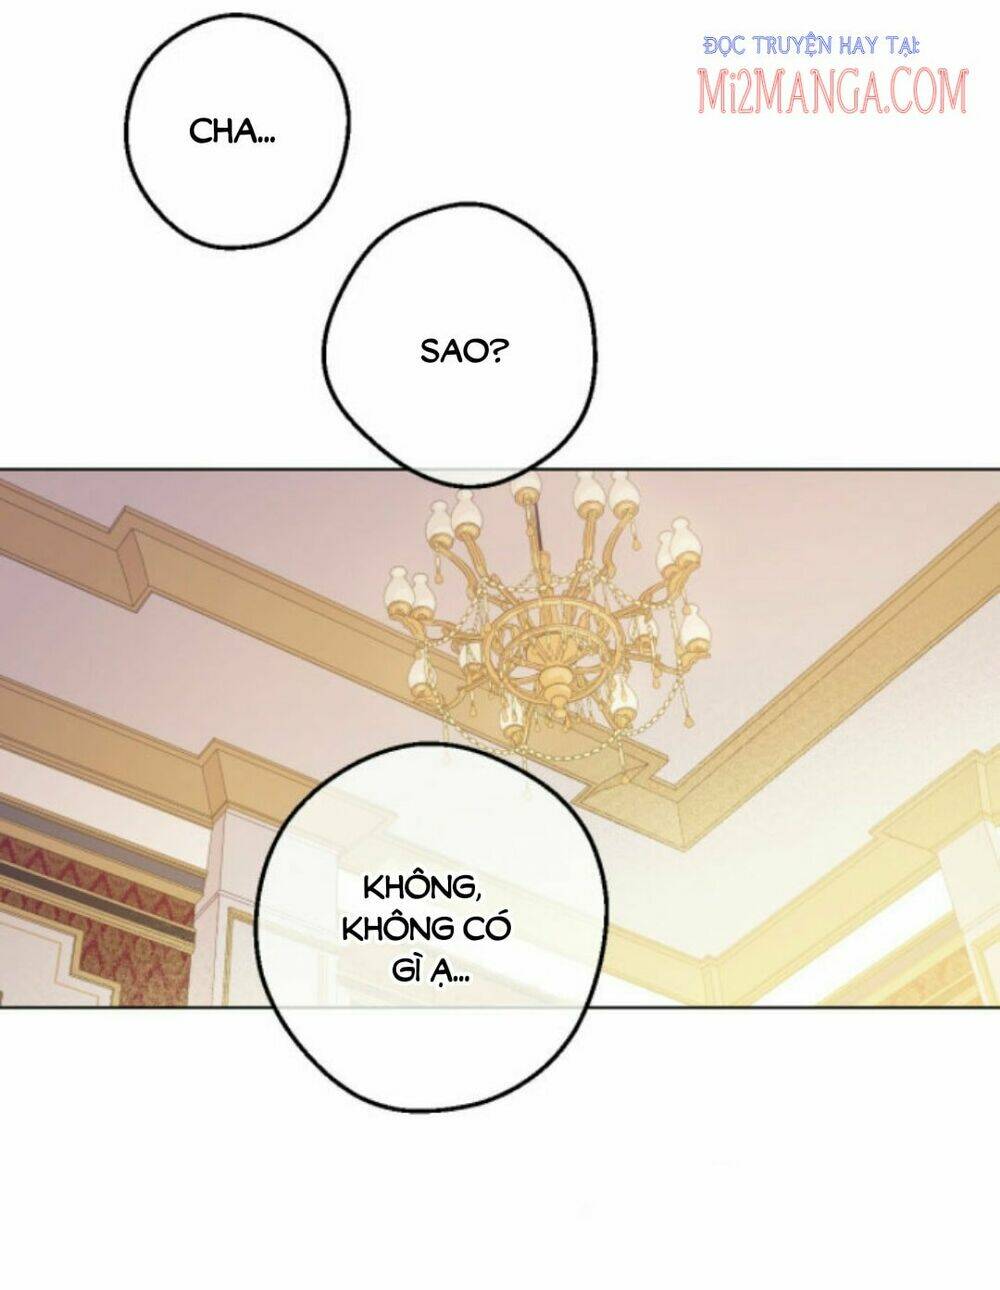 ĐỌC TRUYỆN HAY TẠI:
MI2MANGA.COM
CHA...
SAO?
KHÔNG,
KHÔNG CÓ
GÌ Ạ...